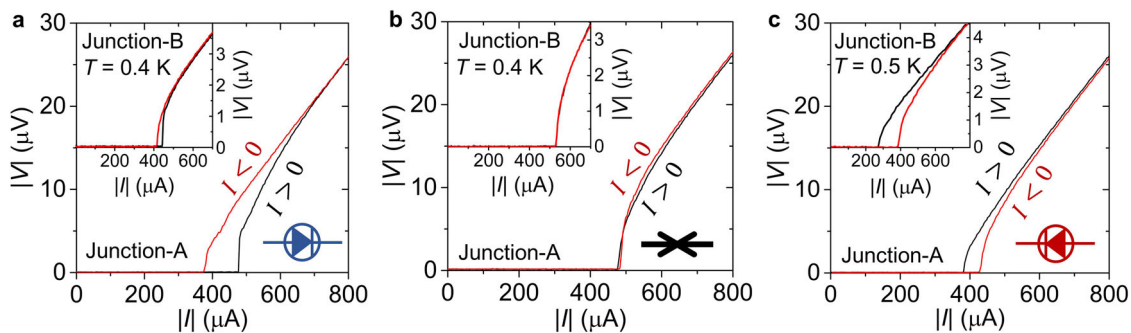 a
30
20
10
0
|V| (μV)
0
200
400
600
800
|I| (μA)
Junction-B
T = 0.4 K
3
2
1
0
|V| (μV)
200
400
600
|I| (μA)
I < 0
I > 0
Junction-A
b
30
20
10
0
|V| (μV)
0
200
400
600
800
|I| (μA)
Junction-B
T = 0.4 K
3
2
1
0
|V| (μV)
200
400
600
|I| (μA)
I < 0
I > 0
Junction-A
c
30
20
10
0
|V| (μV)
0
200
400
600
800
|I| (μA)
Junction-B
T = 0.5 K
4
3
2
1
0
|V| (μV)
200
400
600
|I| (μA)
I > 0
I < 0
Junction-A